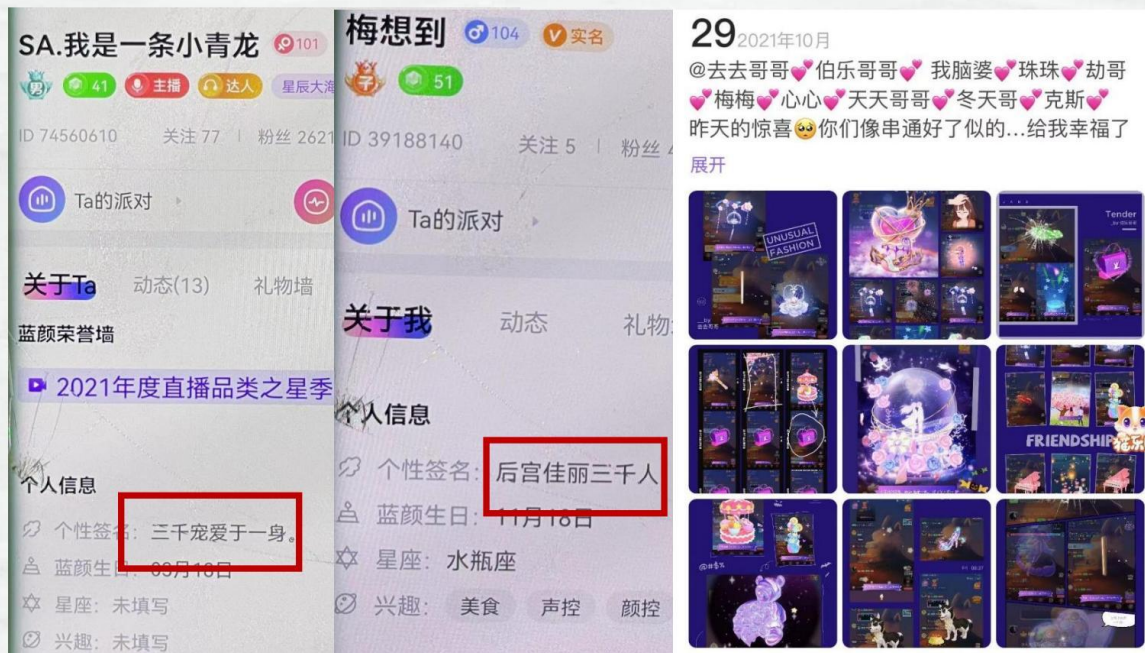 SA.我是一条小青龙 101
男 41 主播 达人 星辰大海
ID 74560610 关注 77 粉丝 2621
Ta的派对
关于Ta 动态(13) 礼物墙
蓝颜荣誉墙
2021年度直播品类之星季
个人信息
个性签名: 三千宠爱于一身。
蓝颜生日: 03月18日
星座: 未填写
兴趣: 未填写
梅想到 104 V 实名
子 51
ID 39188140 关注 5 粉丝
Ta的派对
关于我 动态 礼物
个人信息
个性签名: 后宫佳丽三千人
蓝颜生日: 11月18日
星座: 水瓶座
兴趣: 美食 声控 颜控
29 2021年10月
@去去哥哥💕伯乐哥哥💕 我脑婆💕珠珠💕劫哥
💕梅梅💕心心💕天天哥哥💕冬天哥💕克斯💕
昨天的惊喜🥺你们像串通好了似的...给我幸福了
展开
UNUSUAL
FASHION
Tender
FRIENDSHIP